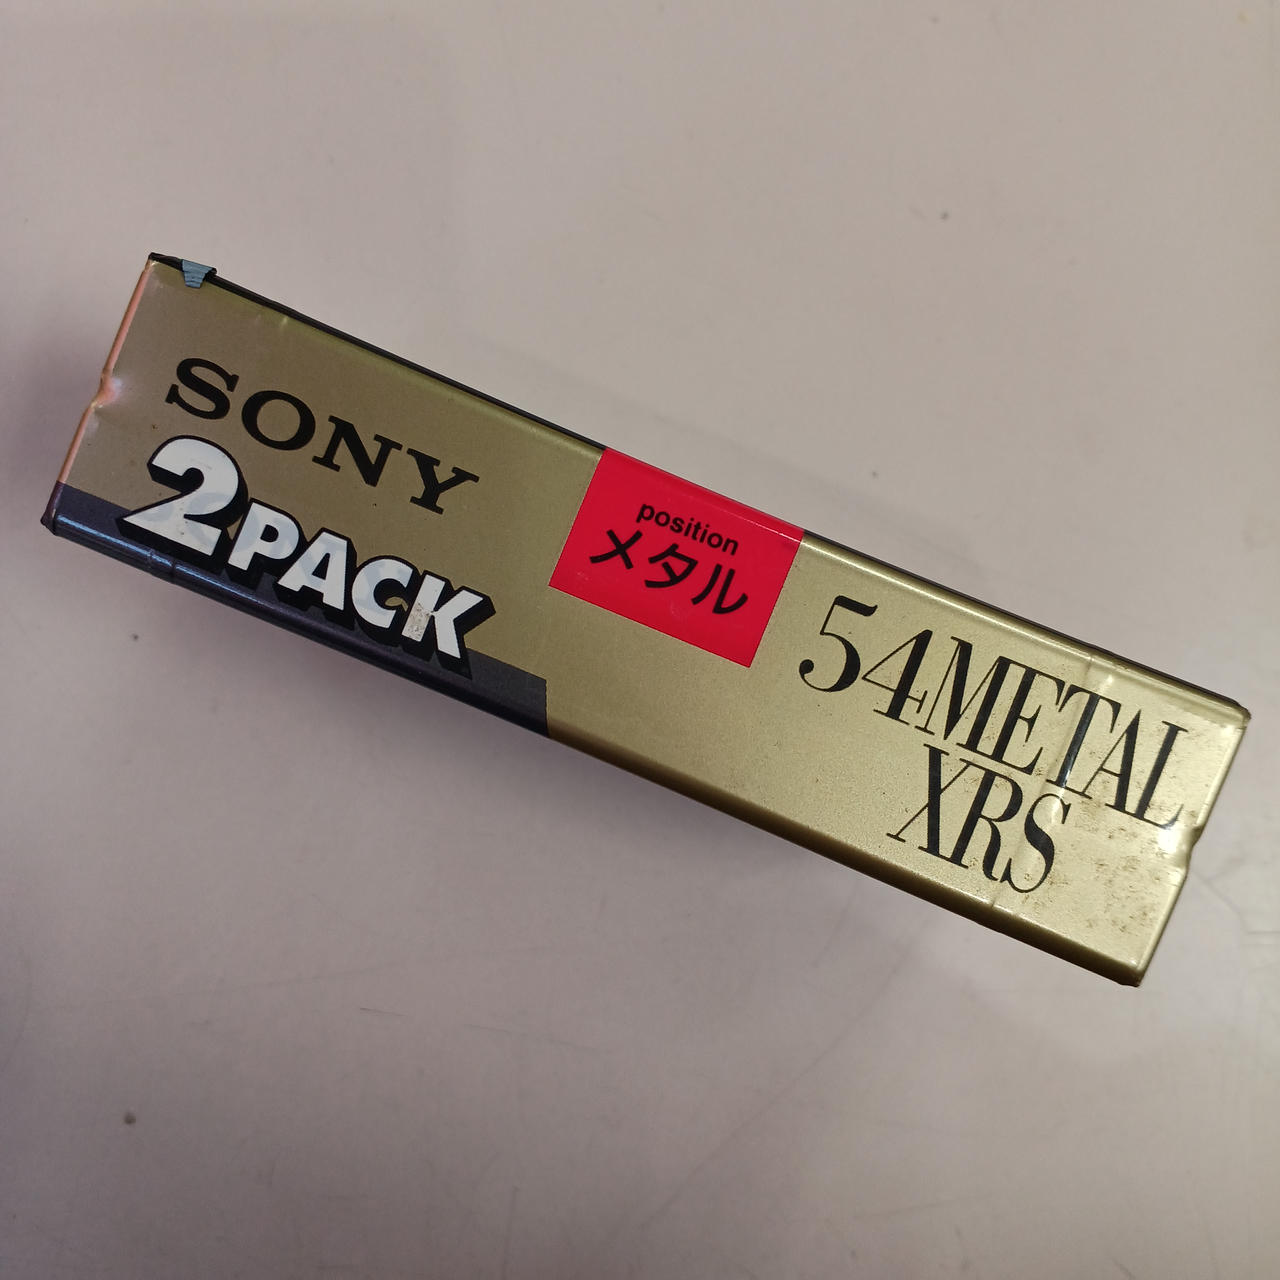 SONY
2PACK
position
メタル
54METAL
XRS